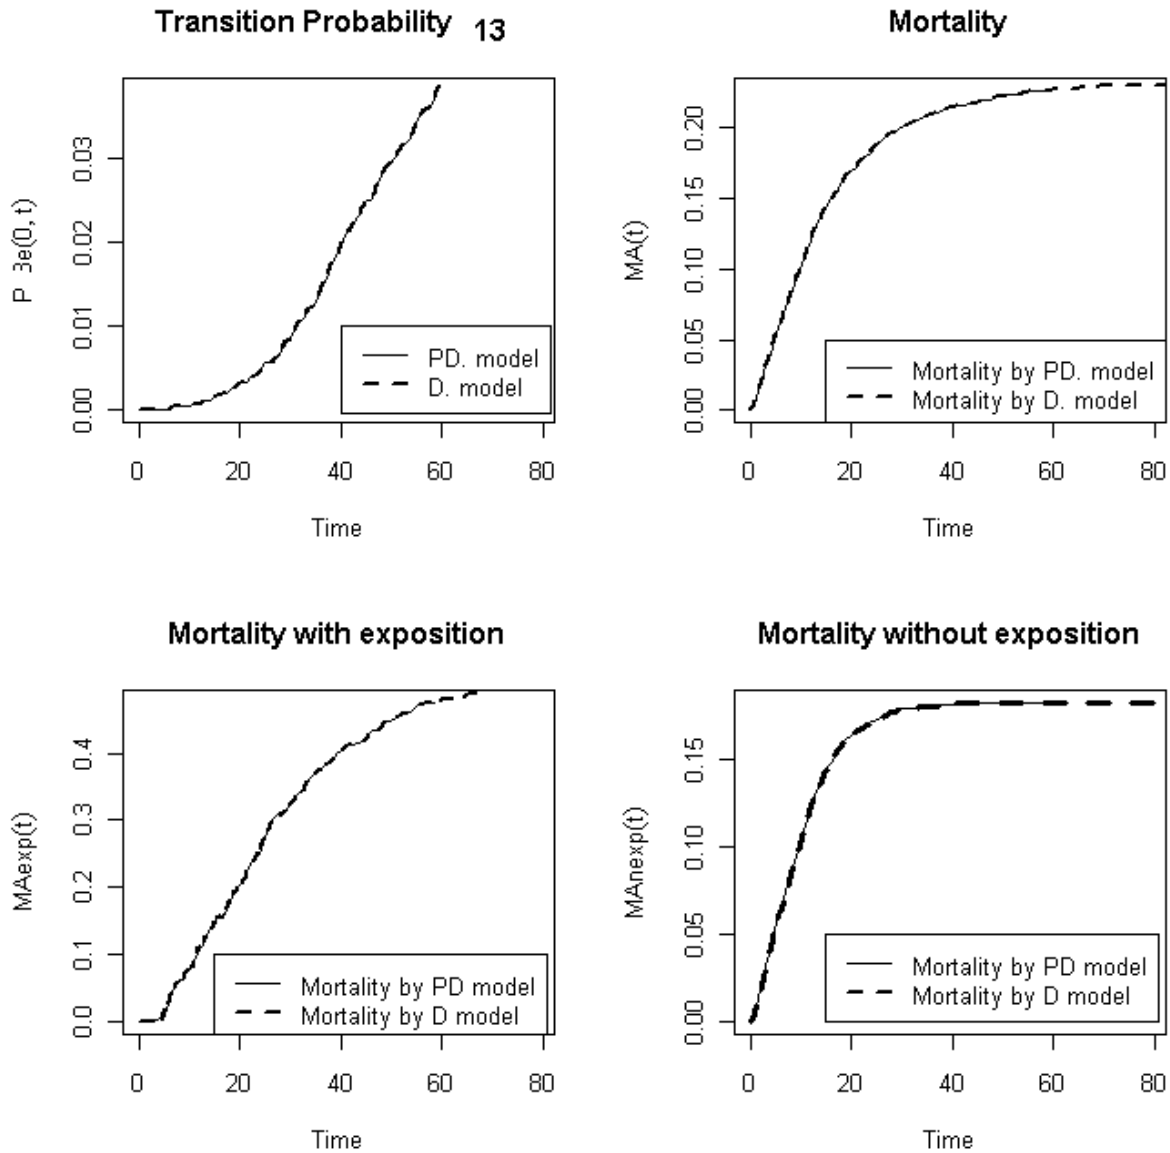 Transition Probability 13
P 3e(0, t)
0.00 0.01 0.02 0.03
PD. model
D. model
0 20 40 60 80
Time
Mortality
MA(t)
0.00 0.05 0.10 0.15 0.20
Mortality by PD. model
Mortality by D. model
0 20 40 60 80
Time
Mortality with exposition
MAexp(t)
0.0 0.1 0.2 0.3 0.4
Mortality by PD model
Mortality by D model
0 20 40 60 80
Time
Mortality without exposition
MAnexp(t)
0.00 0.05 0.10 0.15
Mortality by PD model
Mortality by D model
0 20 40 60 80
Time